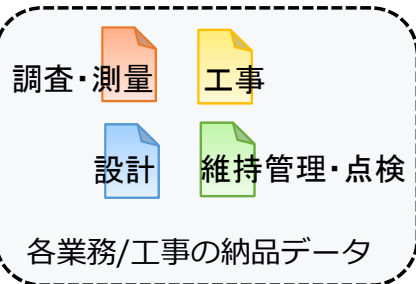 調査・測量
工事
設計
維持管理・点検
各業務/工事の納品データ